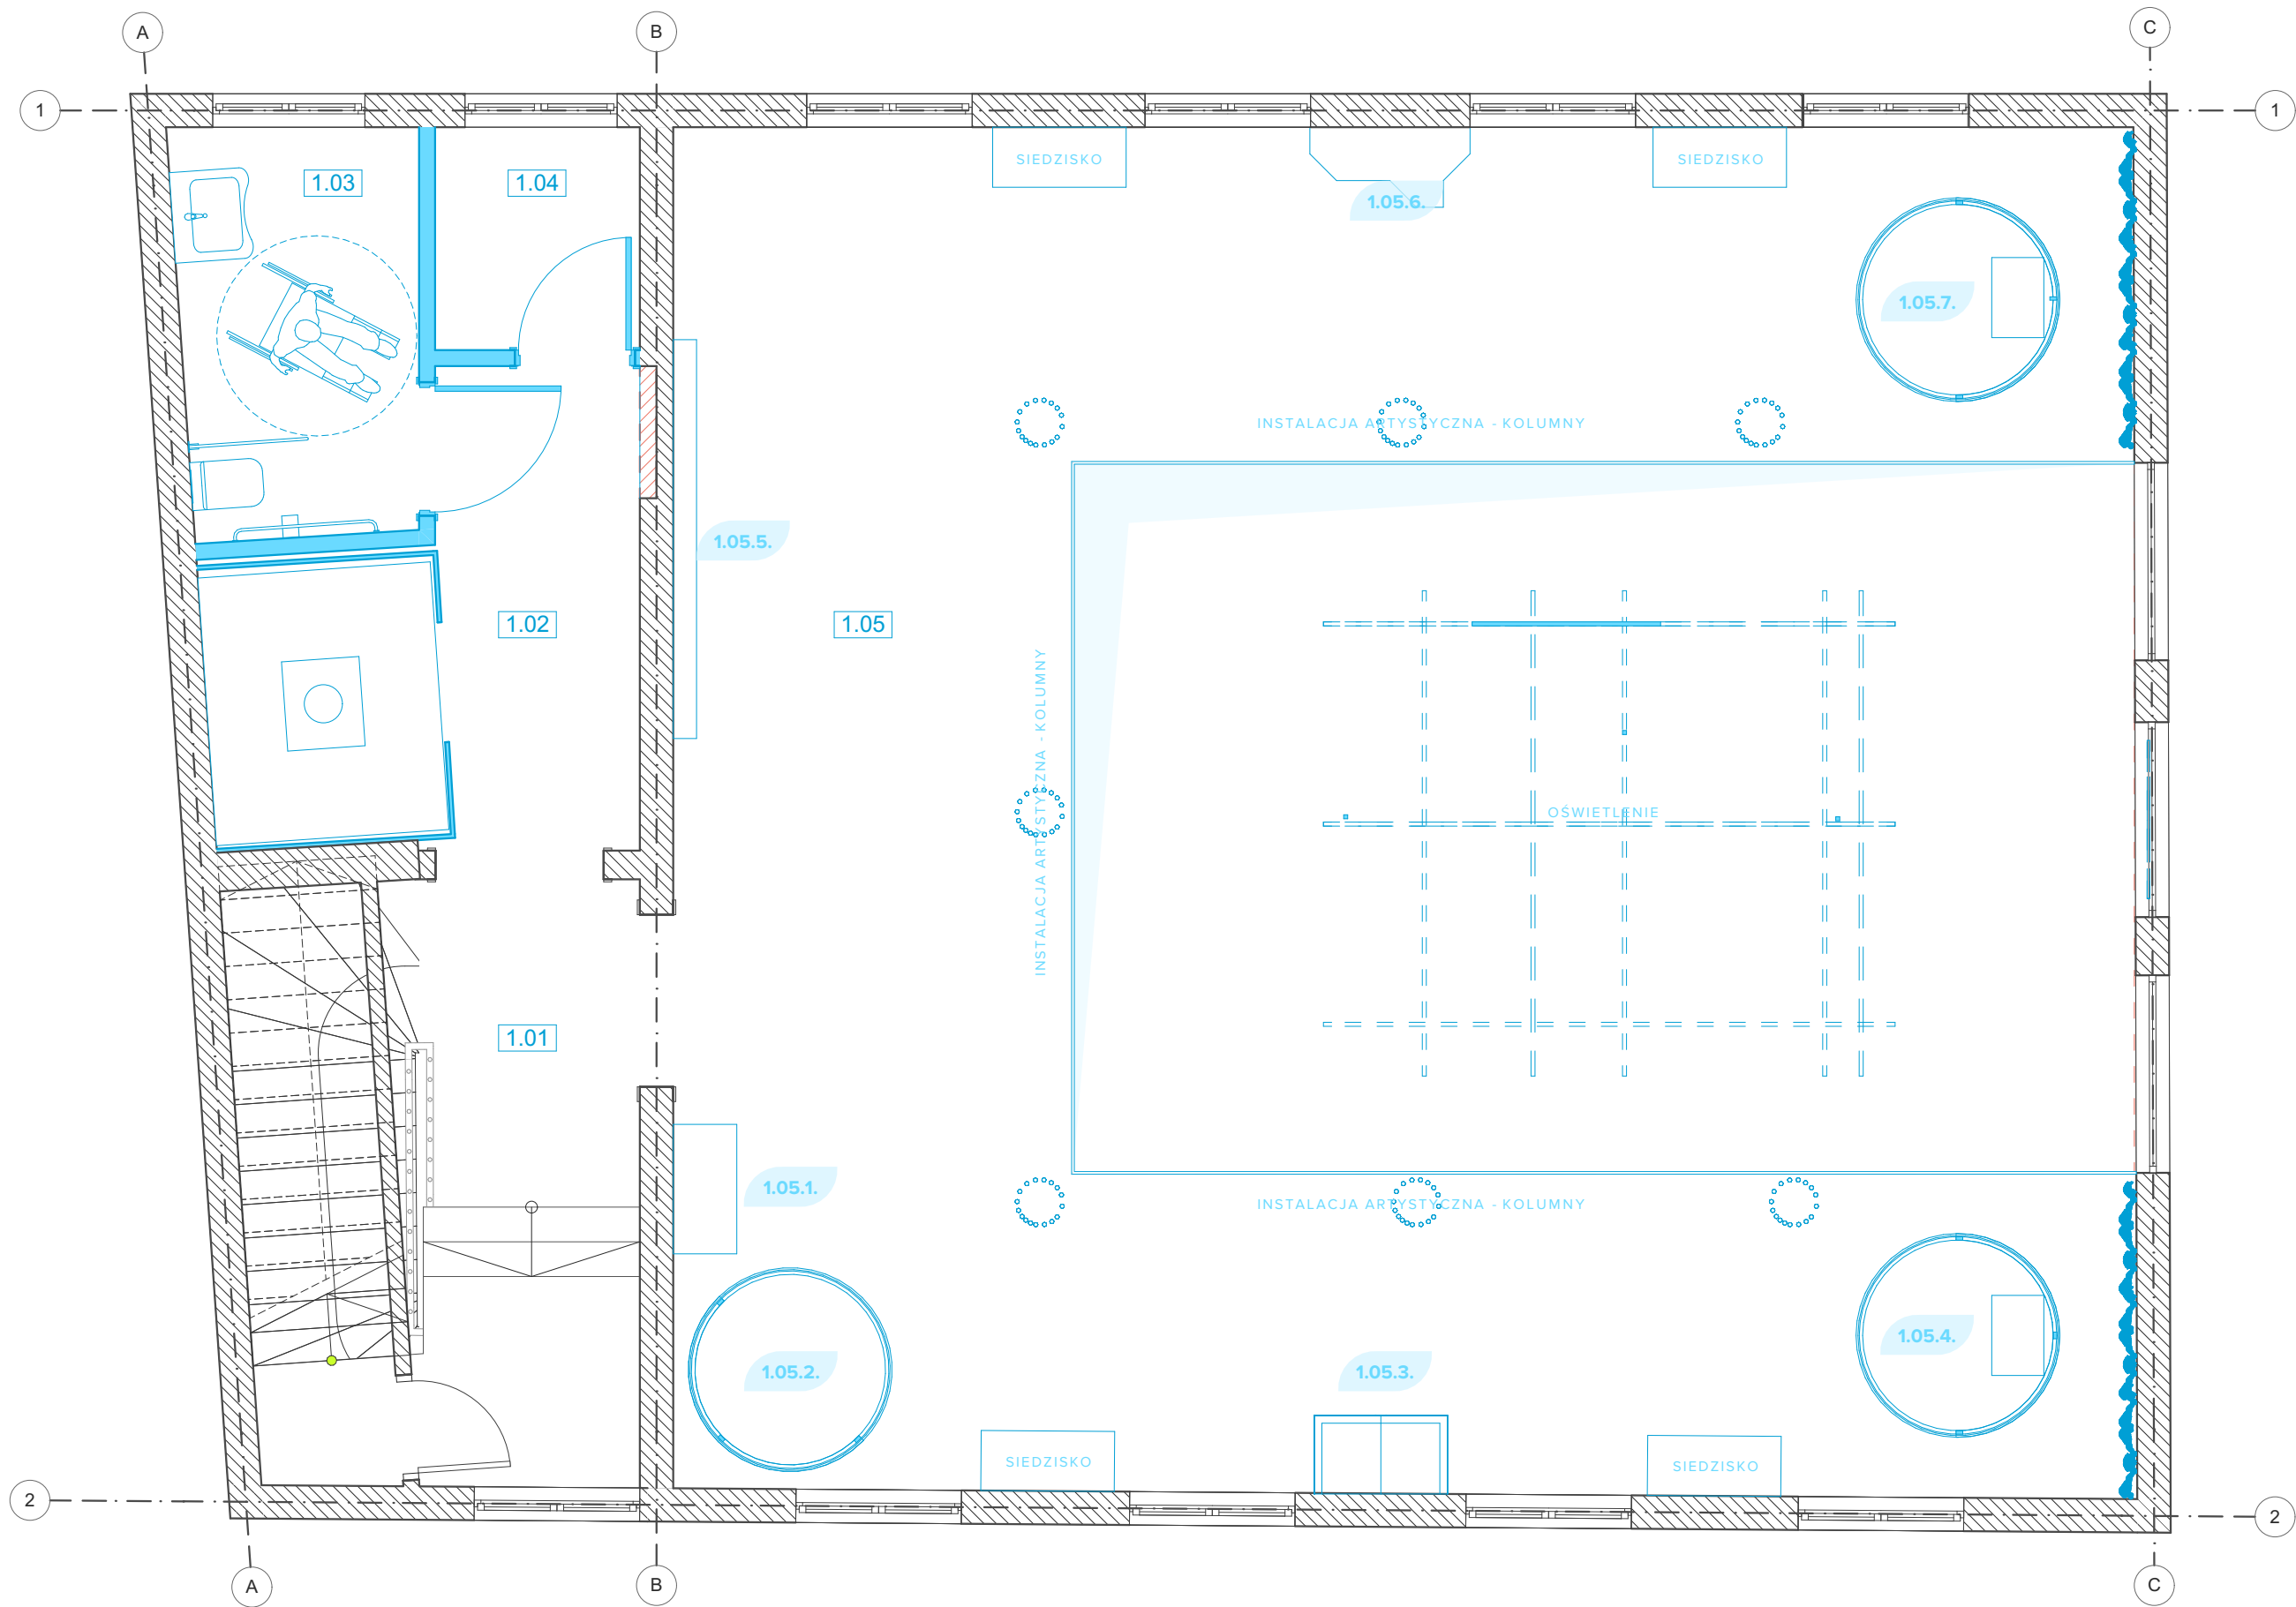 A
B
C
1
1
SIEDZISKO
SIEDZISKO
1.03
1.04
1.05.6.
1.05.7.
INSTALACJA ARTYSTYCZNA - KOLUMNY
1.05.5.
1.02
1.05
INSTALACJA ARTYSTYCZNA - KOLUMNY
OŚWIETLENIE
1.01
1.05.1.
INSTALACJA ARTYSTYCZNA - KOLUMNY
1.05.4.
1.05.2.
1.05.3.
SIEDZISKO
SIEDZISKO
2
2
A
B
C